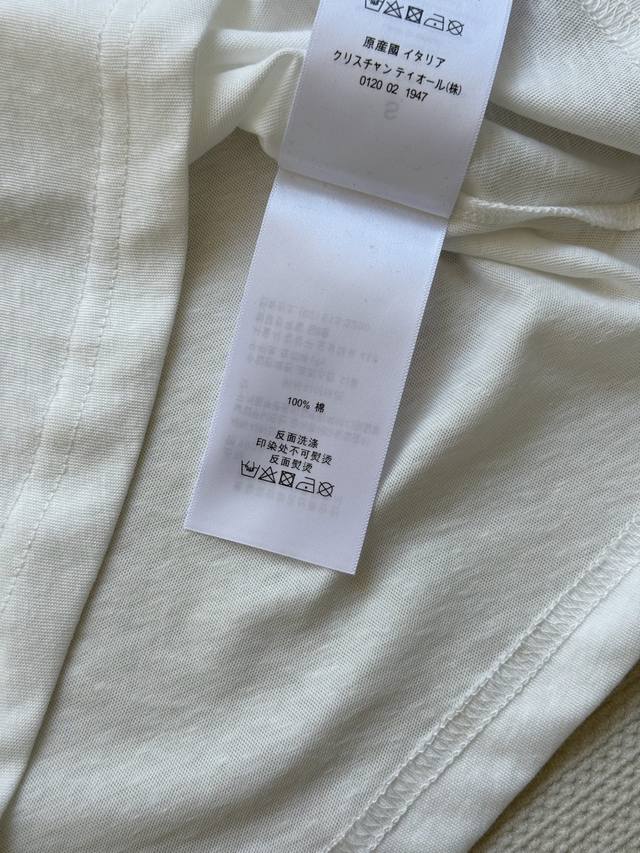 原産國 イタリア
クリスチャン ディオール(株)
0120 02 1947
S
100% 棉
反面洗涤
印染处不可熨烫
反面熨烫